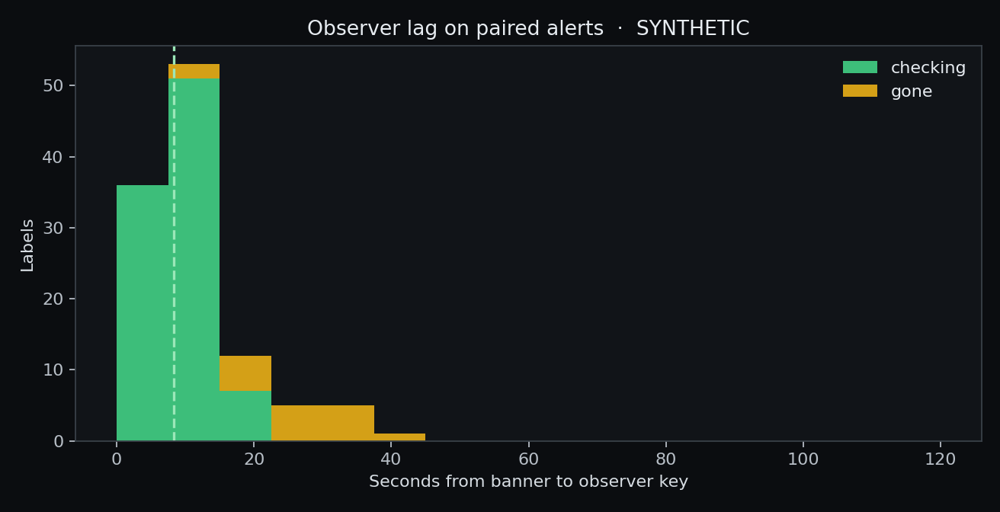 Observer lag on paired alerts · SYNTHETIC
checking
gone
Labels
50
40
30
20
10
0
0 20 40 60 80 100 120
Seconds from banner to observer key